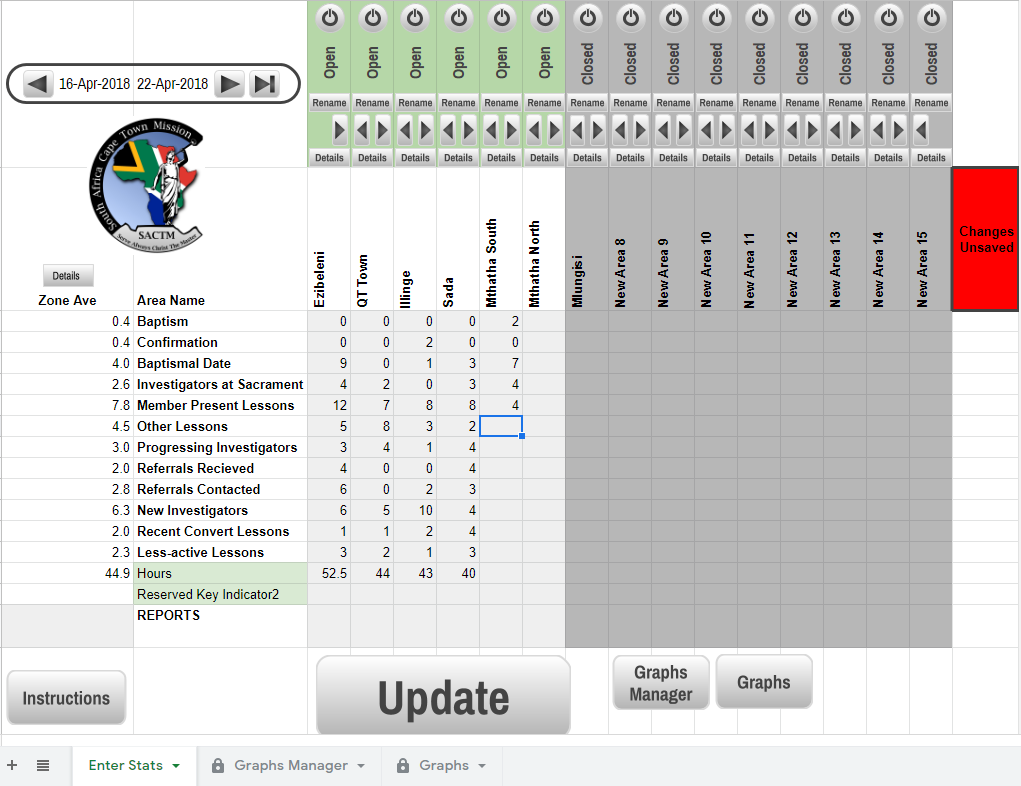 Open Open Open Open Open Open Closed Closed Closed Closed Closed Closed Closed Closed Closed
16-Apr-2018 22-Apr-2018
Rename Rename Rename Rename Rename Rename Rename Rename Rename Rename Rename Rename Rename Rename Rename
South Africa Cape Town Mission
SACTM
Serve Always Christ The Master
Details Details Details Details Details Details Details Details Details Details Details Details Details Details Details
Changes
Unsaved
Details
Zone Ave Area Name Ezibeleni QT Town Illinge Sada Mthatha South Mthatha North Mlungisi New Area 8 New Area 9 New Area 10 New Area 11 New Area 12 New Area 13 New Area 14 New Area 15
0.4 Baptism 0 0 0 0 2
0.4 Confirmation 0 0 2 0 0
4.0 Baptismal Date 9 0 1 3 7
2.6 Investigators at Sacrament 4 2 0 3 4
7.8 Member Present Lessons 12 7 8 8 4
4.5 Other Lessons 5 8 3 2
3.0 Progressing Investigators 3 4 1 4
2.0 Referrals Recieved 4 0 0 4
2.8 Referrals Contacted 6 0 2 3
6.3 New Investigators 6 5 10 4
2.0 Recent Convert Lessons 1 1 2 4
2.3 Less-active Lessons 3 2 1 3
44.9 Hours 52.5 44 43 40
Reserved Key Indicator2
REPORTS
Instructions
Update
Graphs
Manager
Graphs
+ Enter Stats Graphs Manager Graphs